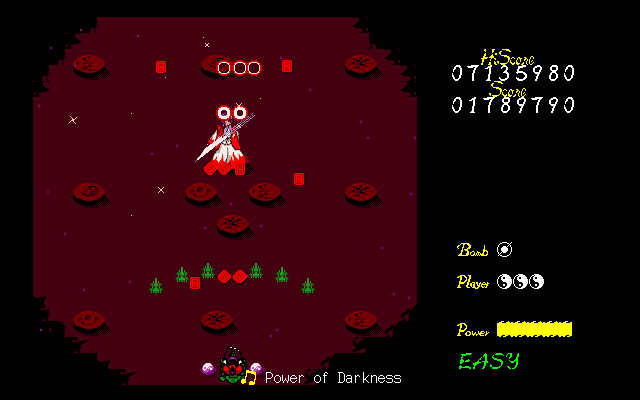 HiScore
07135980
Score
01789790
Bomb
Player
Power
EASY
Power of Darkness